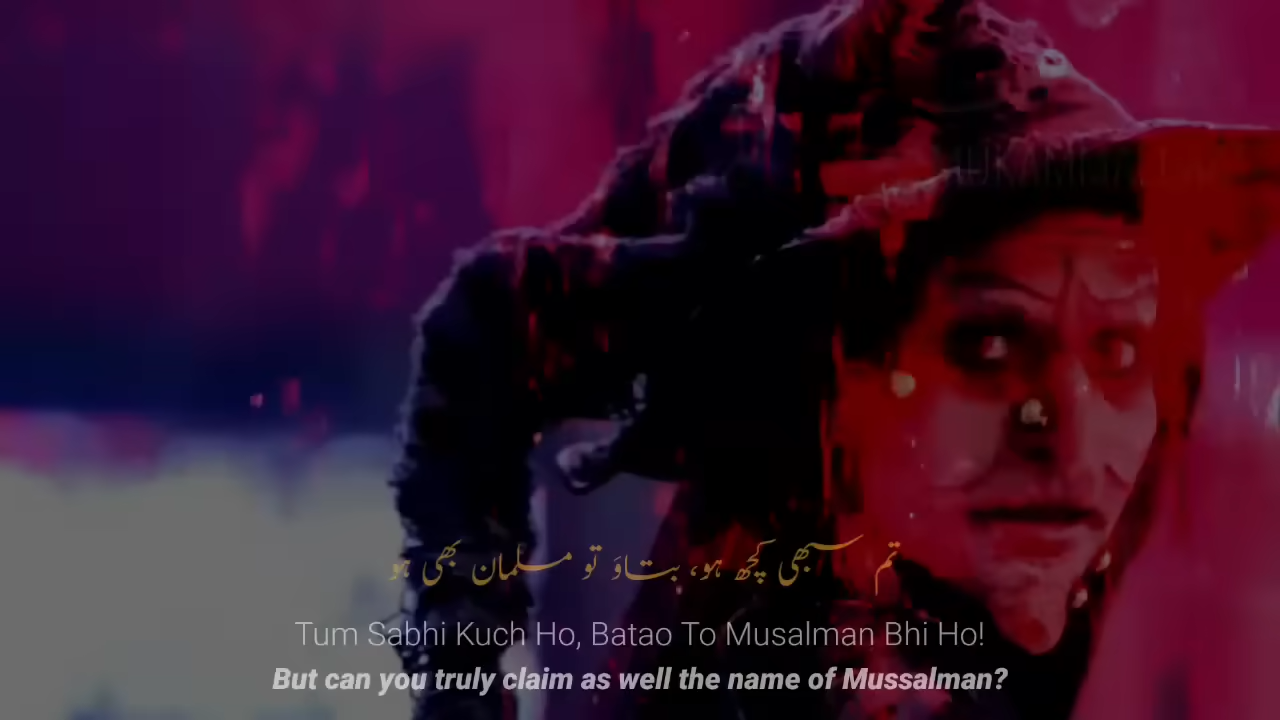 تم سبھی کچھ ہو، بتاؤ تو مسلمان بھی ہو
Tum Sabhi Kuch Ho, Batao To Musalman Bhi Ho!
But can you truly claim as well the name of Mussalman?